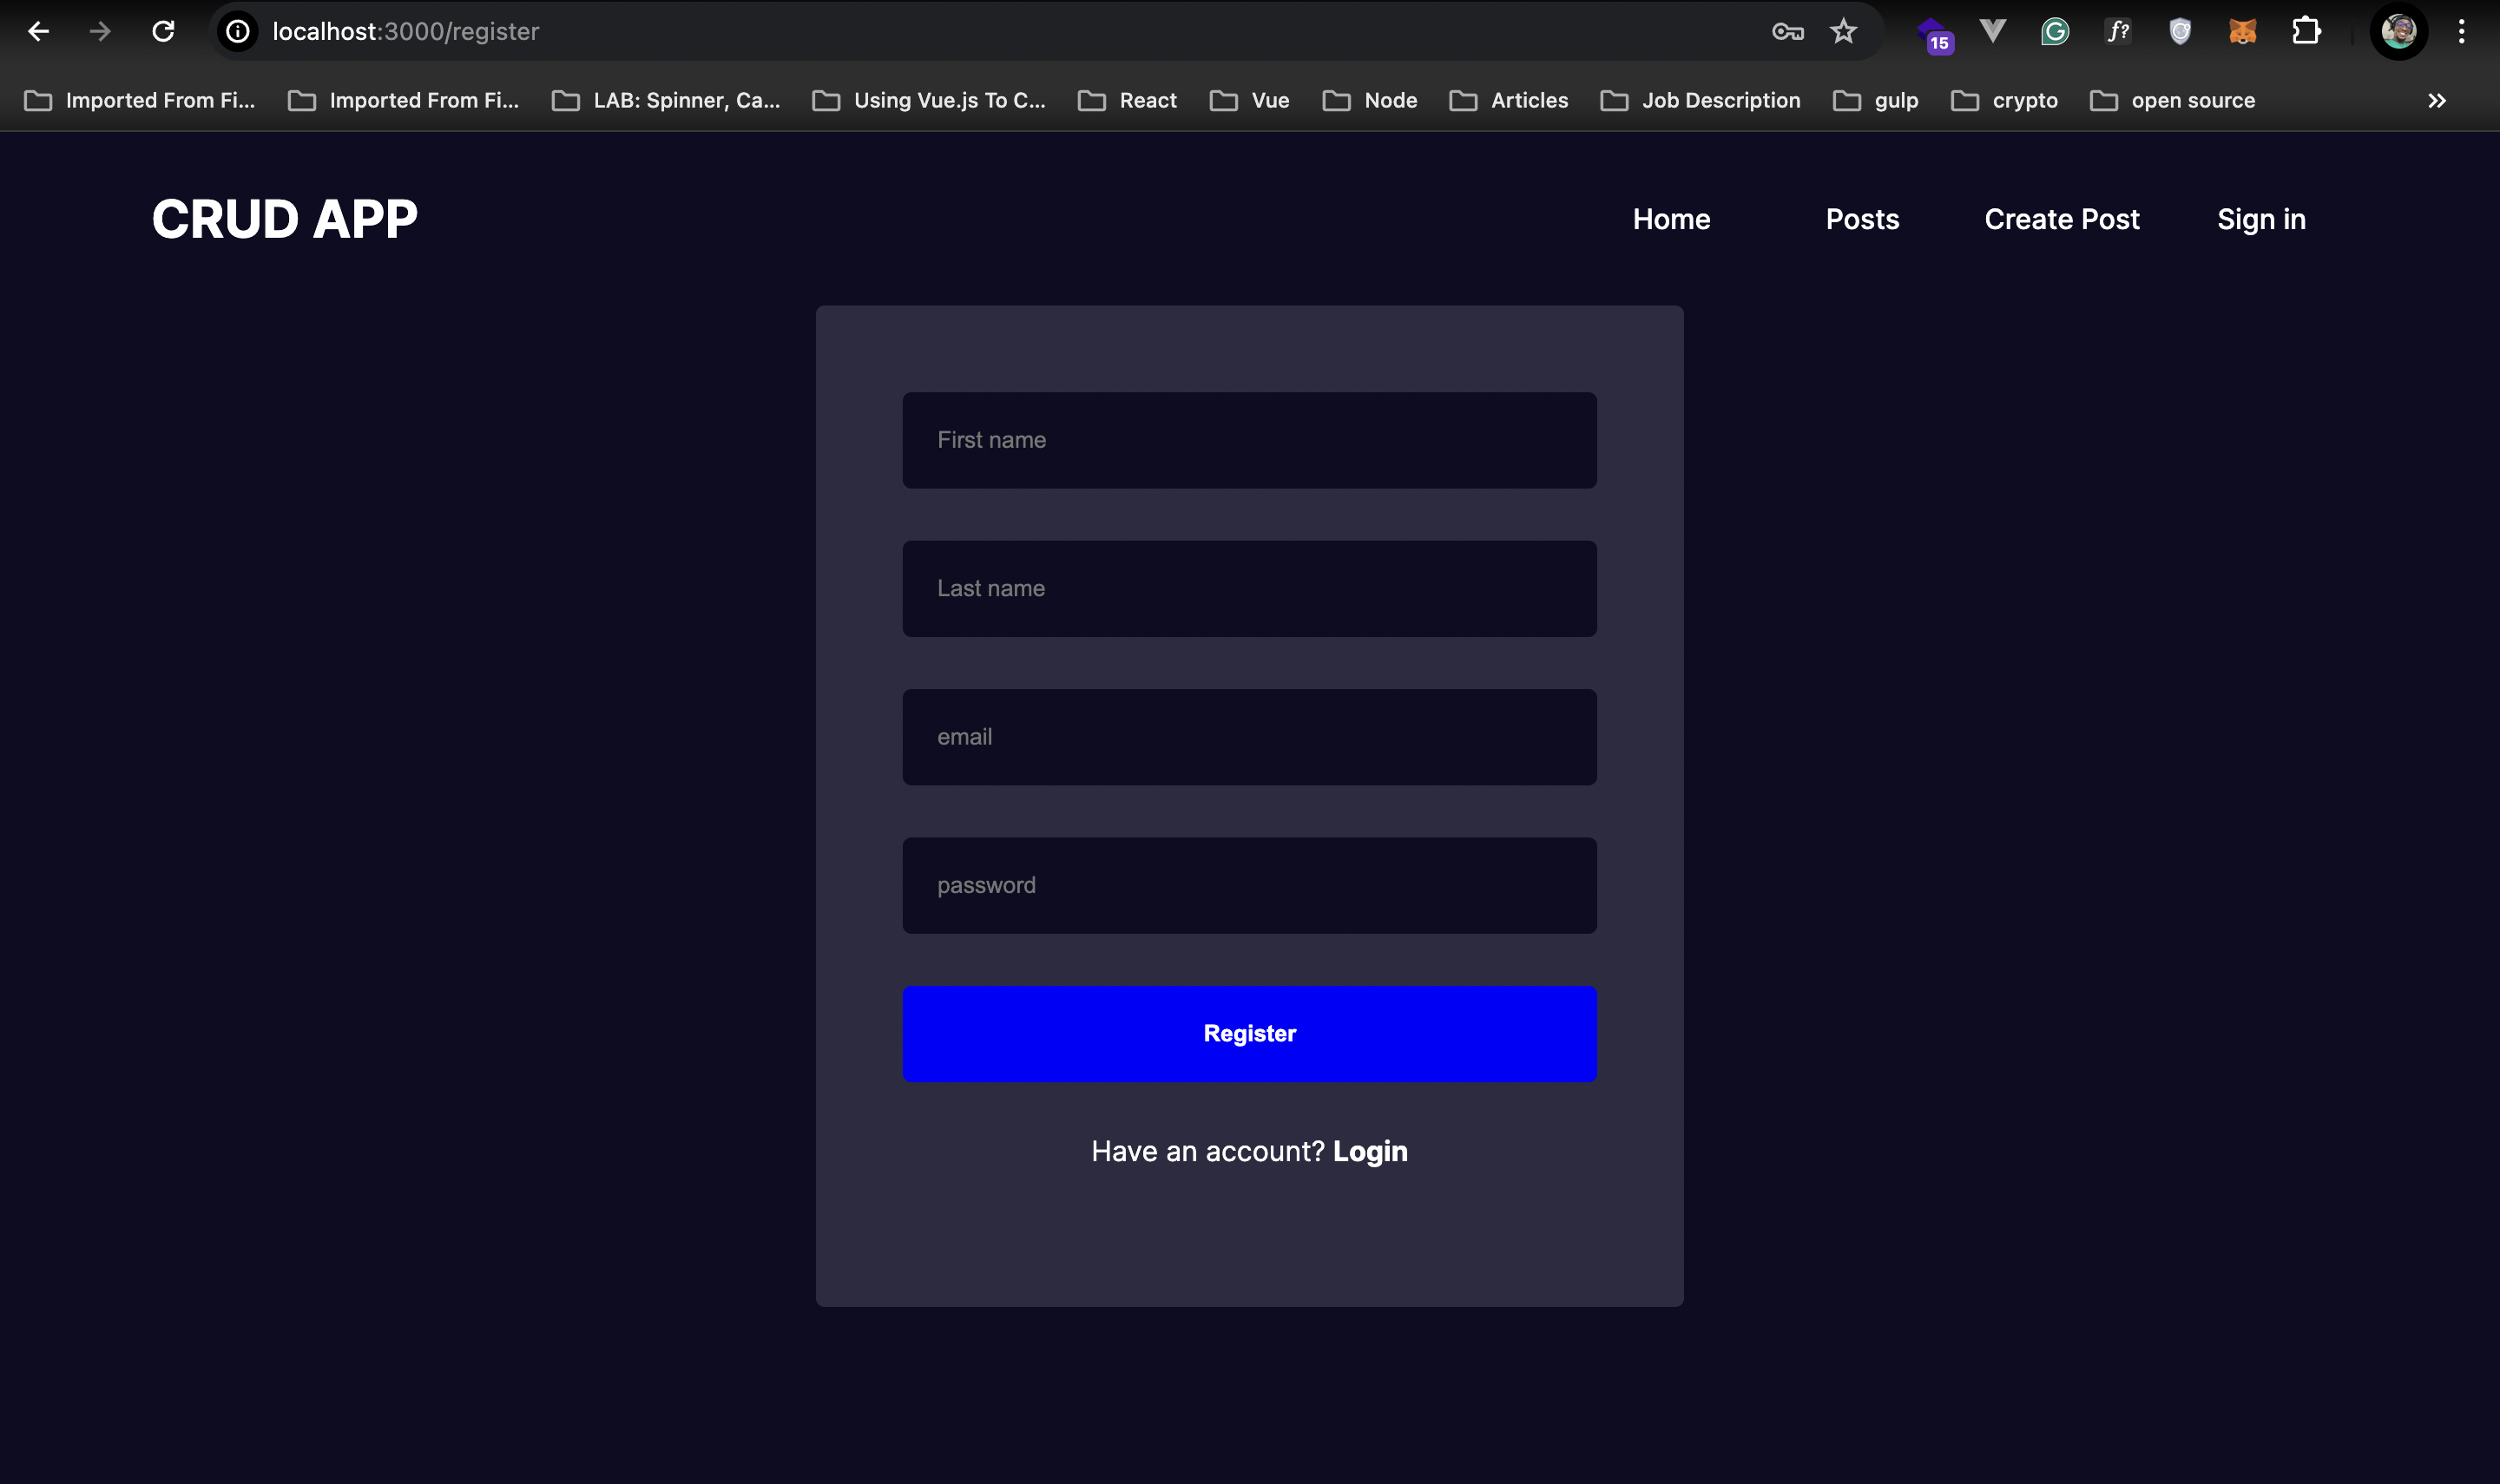 localhost:3000/register
15
f?
Imported From Fi... Imported From Fi... LAB: Spinner, Ca... Using Vue.js To C... React Vue Node Articles Job Description gulp crypto open source
CRUD APP Home Posts Create Post Sign in
First name
Last name
email
password
Register
Have an account? Login